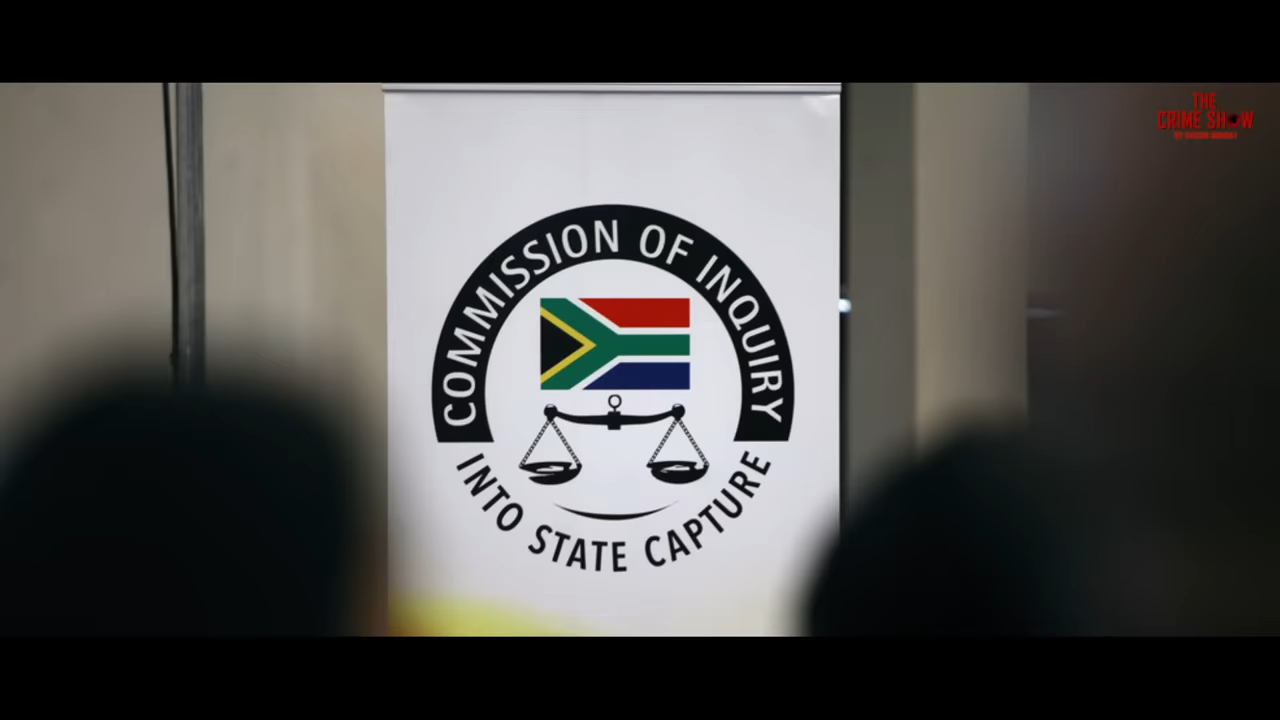 COMMISSION OF INQUIRY
INTO STATE CAPTURE
THE
CRIME SHOW